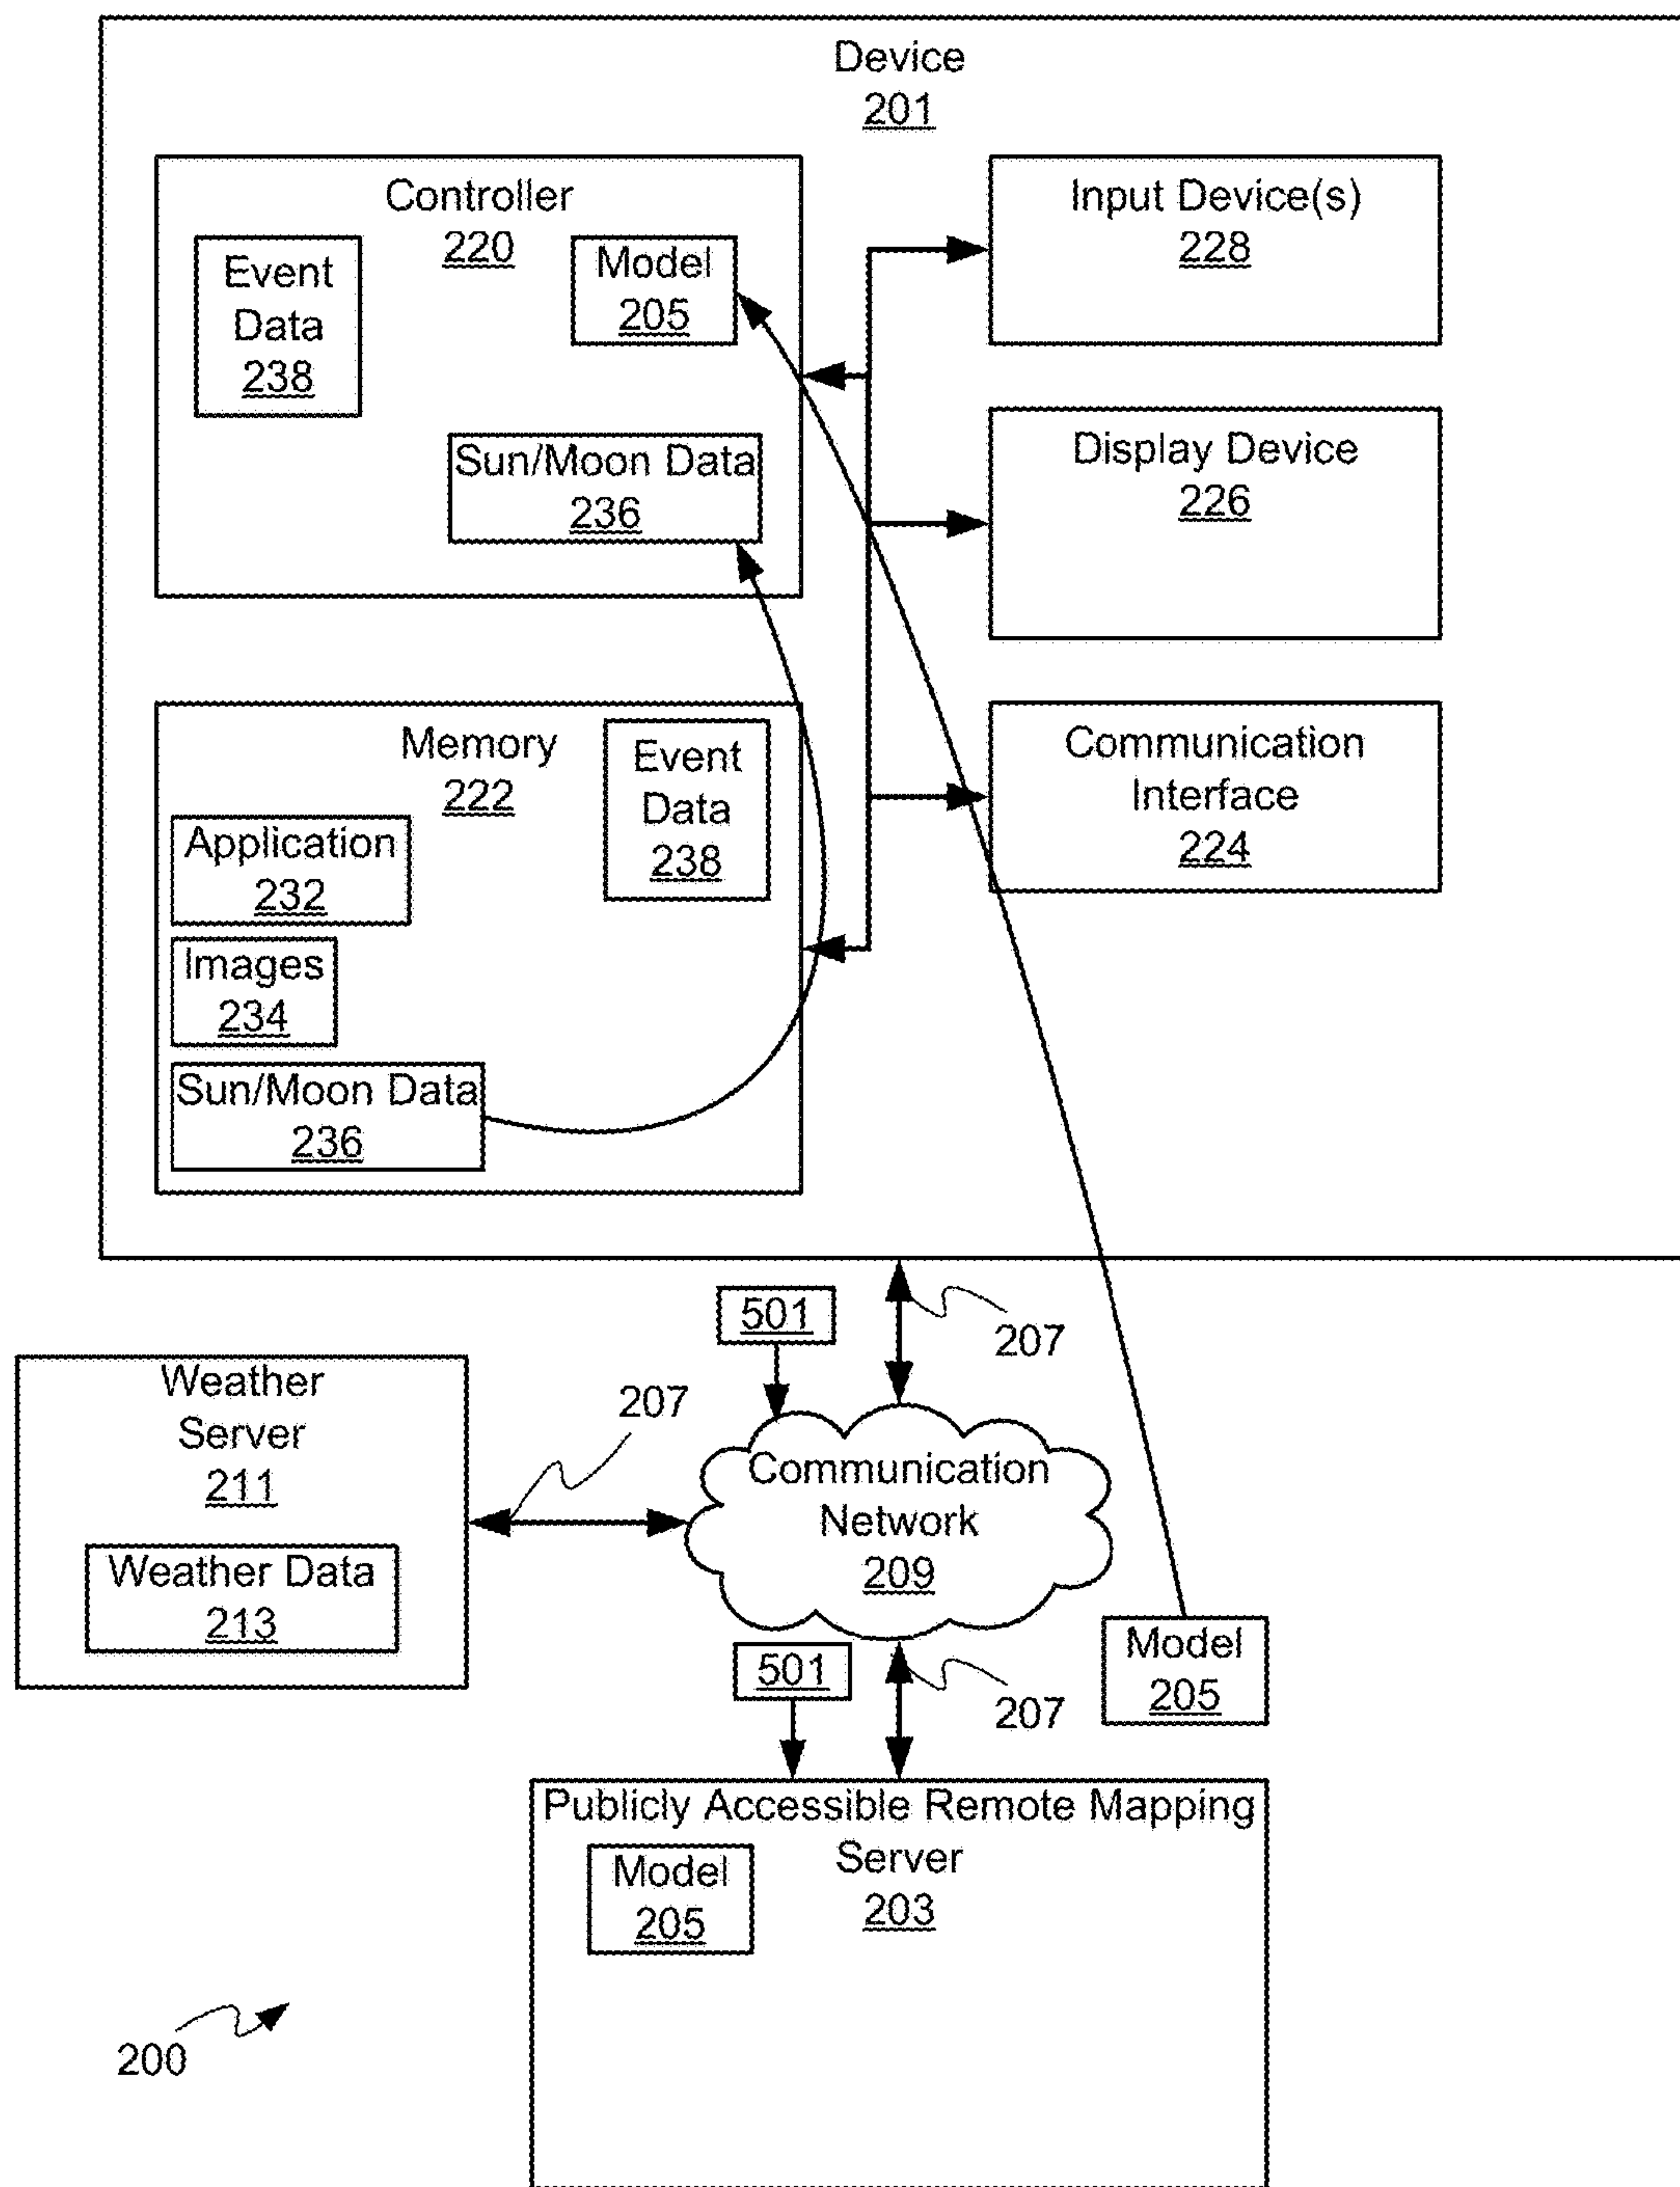 Device
201
Controller
220
Event
Data
238
Model
205
Sun/Moon Data
236
Input Device(s)
228
Display Device
226
Memory
222
Event
Data
238
Application
232
Images
234
Sun/Moon Data
236
Communication
Interface
224
501
207
Weather
Server
211
Weather Data
213
207
Communication
Network
209
501
207
Model
205
Publicly Accessible Remote Mapping
Server
203
Model
205
200